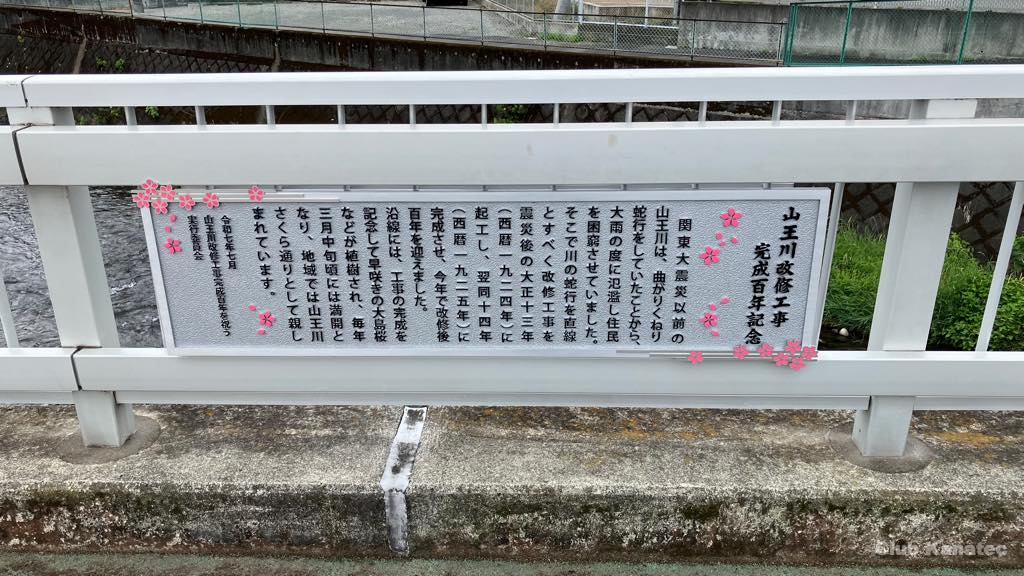 山王川改修工事
完成百年記念
関東大震災以前の
山王川は、曲がりくねり
蛇行をしていたことから、
大雨の度に氾濫し住民
を困窮させていました。
そこで川の蛇行を直線
とすべく改修工事を
震災後の大正十三年
(西暦一九二四年)に
起工し、翌同十四年
(西暦一九二五年)に
完成させ、今年で改修後
百年を迎えました。
沿線には、工事の完成を
記念して早咲きの大島桜
などが植樹され、毎年
三月中旬頃には満開と
なり、地域では山王川
さくら通りとして親し
まれています。
令和七年七月
山王川改修工事完成百年を祝う
実行委員会
Club Kanatec